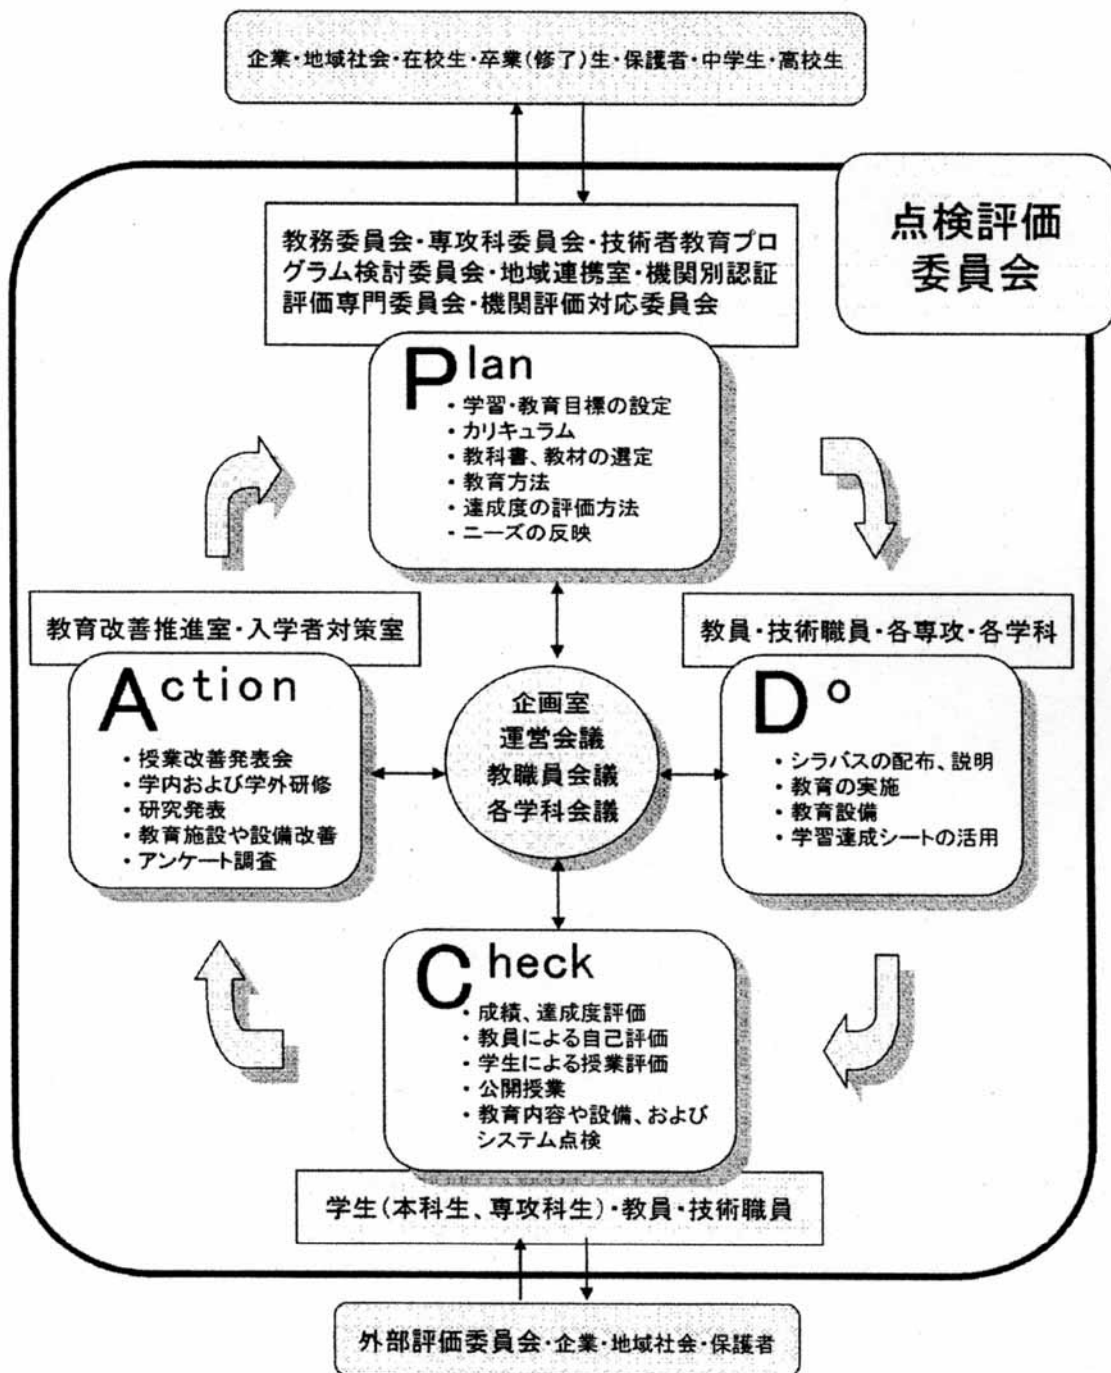 企業・地域社会・在校生・卒業(修了)生・保護者・中学生・高校生
点検評価
委員会
教務委員会・専攻科委員会・技術者教育プロ
グラム検討委員会・地域連携室・機関別認証
評価専門委員会・機関評価対応委員会
Plan
・学習・教育目標の設定
・カリキュラム
・教科書、教材の選定
・教育方法
・達成度の評価方法
・ニーズの反映
教育改善推進室・入学者対策室
Action
・授業改善発表会
・学内および学外研修
・研究発表
・教育施設や設備改善
・アンケート調査
企画室
運営会議
教職員会議
各学科会議
教員・技術職員・各専攻・各学科
Do
・シラバスの配布、説明
・教育の実施
・教育設備
・学習達成シートの活用
Check
・成績、達成度評価
・教員による自己評価
・学生による授業評価
・公開授業
・教育内容や設備、および
システム点検
学生(本科生、専攻科生)・教員・技術職員
外部評価委員会・企業・地域社会・保護者